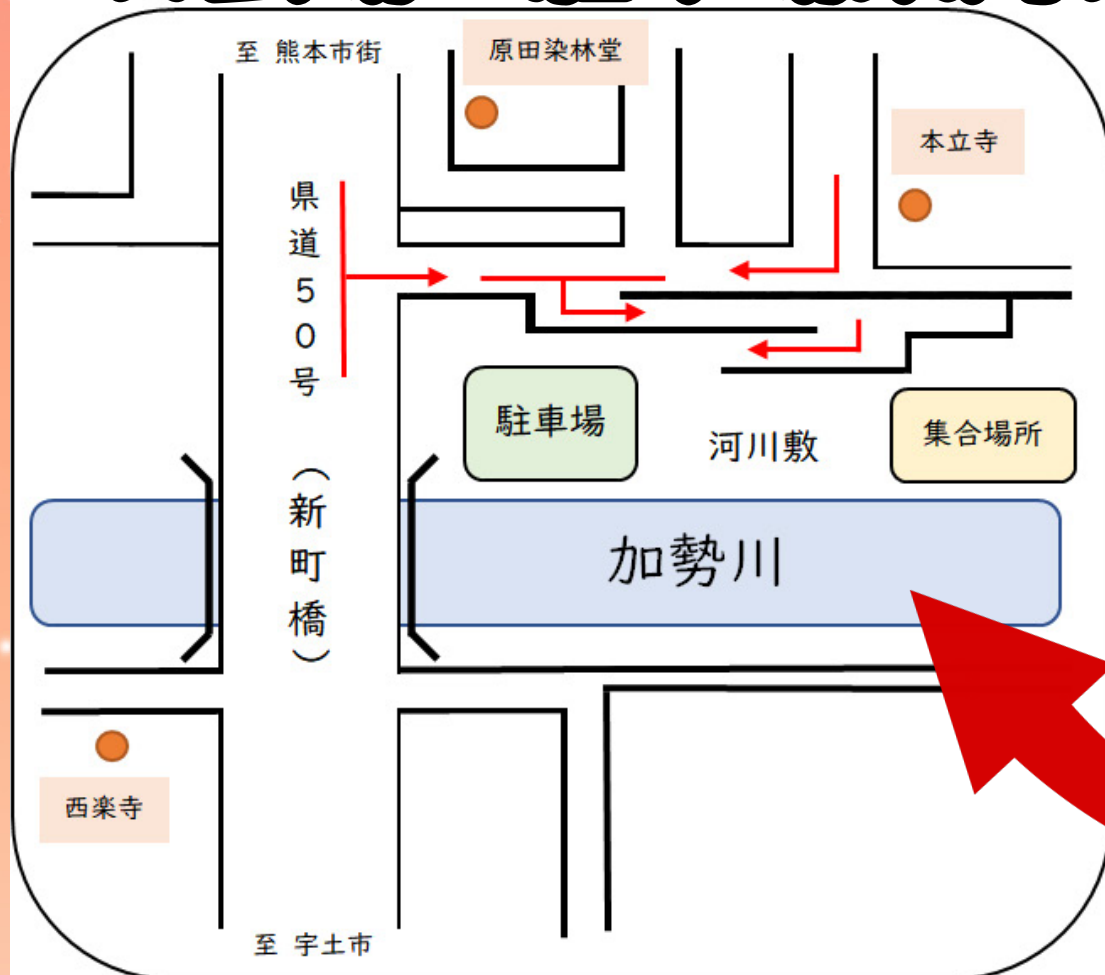 至 熊本市街
原田染林堂
本立寺
県道50号
(新町橋)
駐車場
河川敷
集合場所
加勢川
西楽寺
至 宇土市